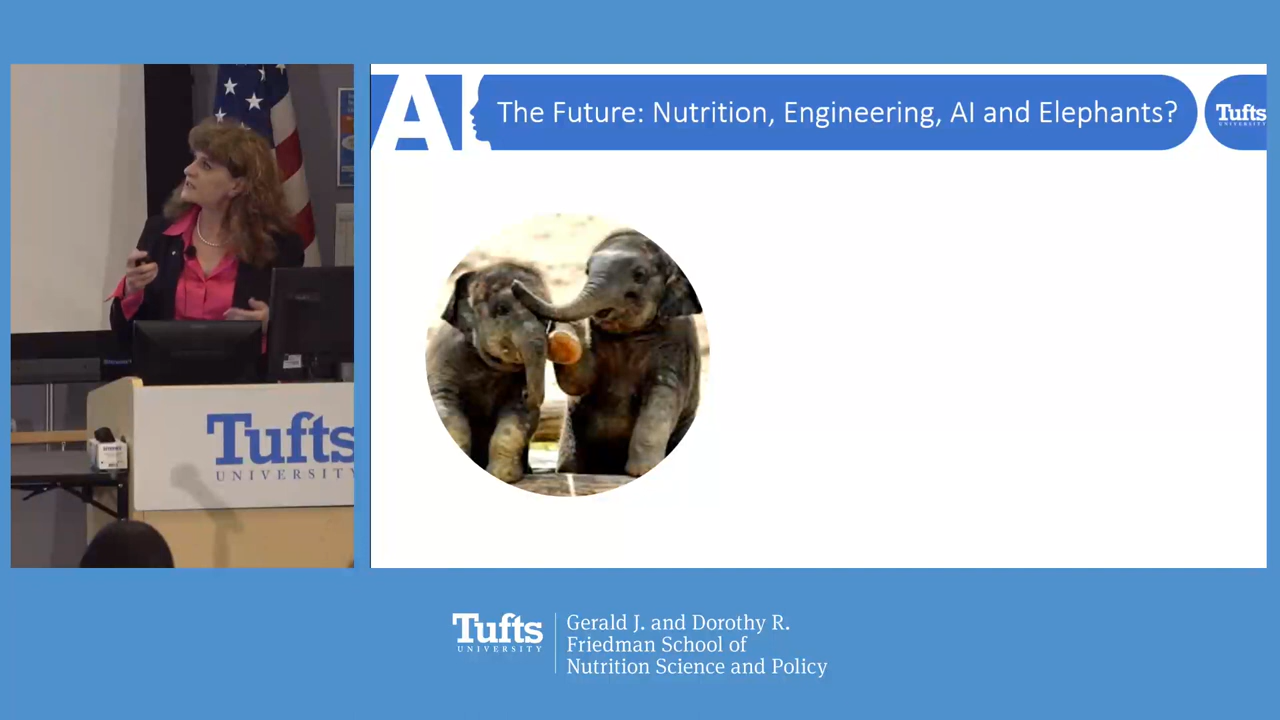 AI
The Future: Nutrition, Engineering, AI and Elephants?
Tufts
UNIVERSITY
Tufts
UNIVERSITY
Tufts
UNIVERSITY
Gerald J. and Dorothy R.
Friedman School of
Nutrition Science and Policy